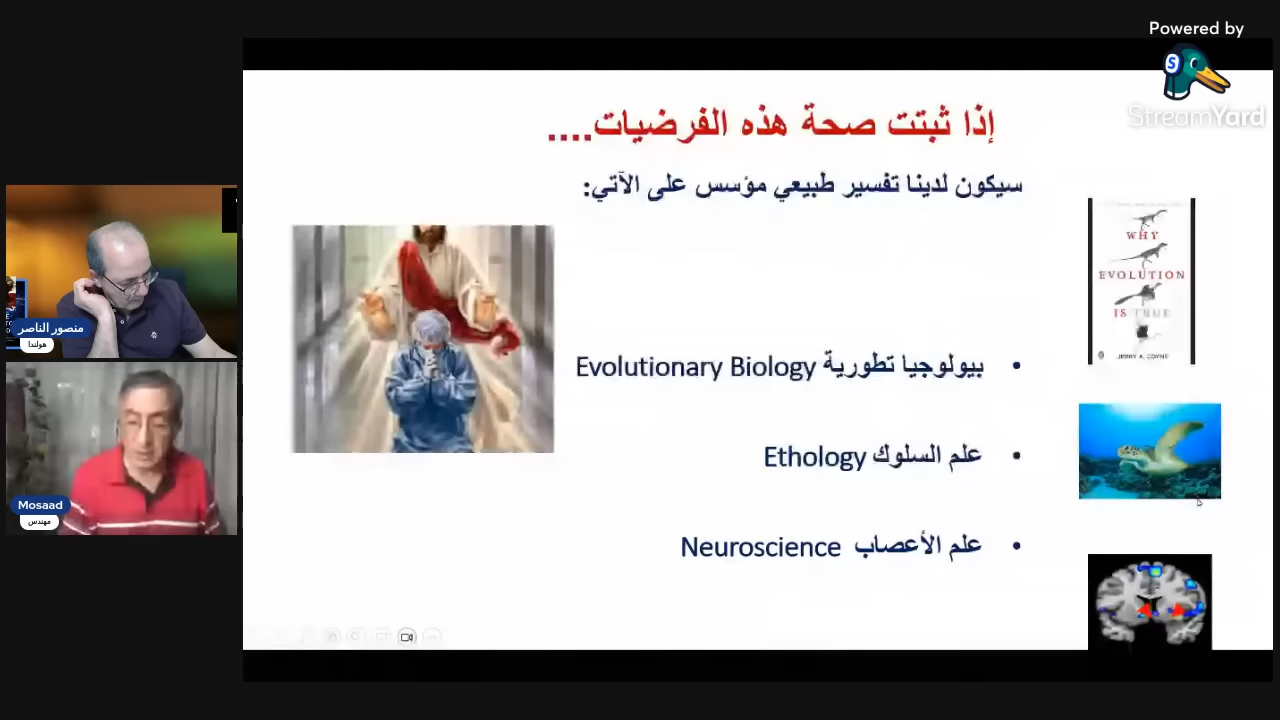 Powered by
StreamYard
إذا ثبتت صحة هذه الفرضيات....
سيكون لدينا تفسير طبيعي مؤسس على الآتي:
WHY
EVOLUTION
IS TRUE
JERRY A. COYNE
• بيولوجيا تطورية Evolutionary Biology
• علم السلوك Ethology
• علم الأعصاب Neuroscience
منصور الناصر
هولندا
Mosaad
مهندس